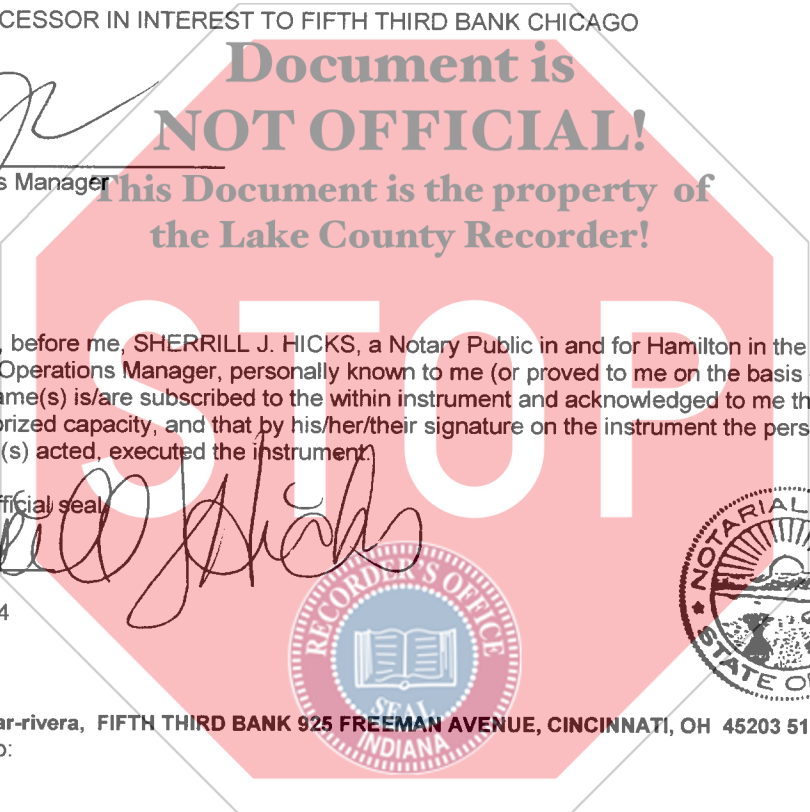 CESSOR IN INTEREST TO FIFTH THIRD BANK CHICAGO
Document is
NOT OFFICIAL!
s Manager
This Document is the property of
the Lake County Recorder!
STOP
, before me, SHERRILL J. HICKS, a Notary Public in and for Hamilton in the
Operations Manager, personally known to me (or proved to me on the basis
ame(s) is/are subscribed to the within instrument and acknowledged to me th
orized capacity, and that by his/her/their signature on the instrument the pers
(s) acted, executed the instrument.
fficial seal
rill J Hicks
NOTARIAL
STATE O
4
RECORDER'S OFFICE
SEAL
INDIANA
ar-rivera, FIFTH THIRD BANK 925 FREEMAN AVENUE, CINCINNATI, OH 45203 51
o: